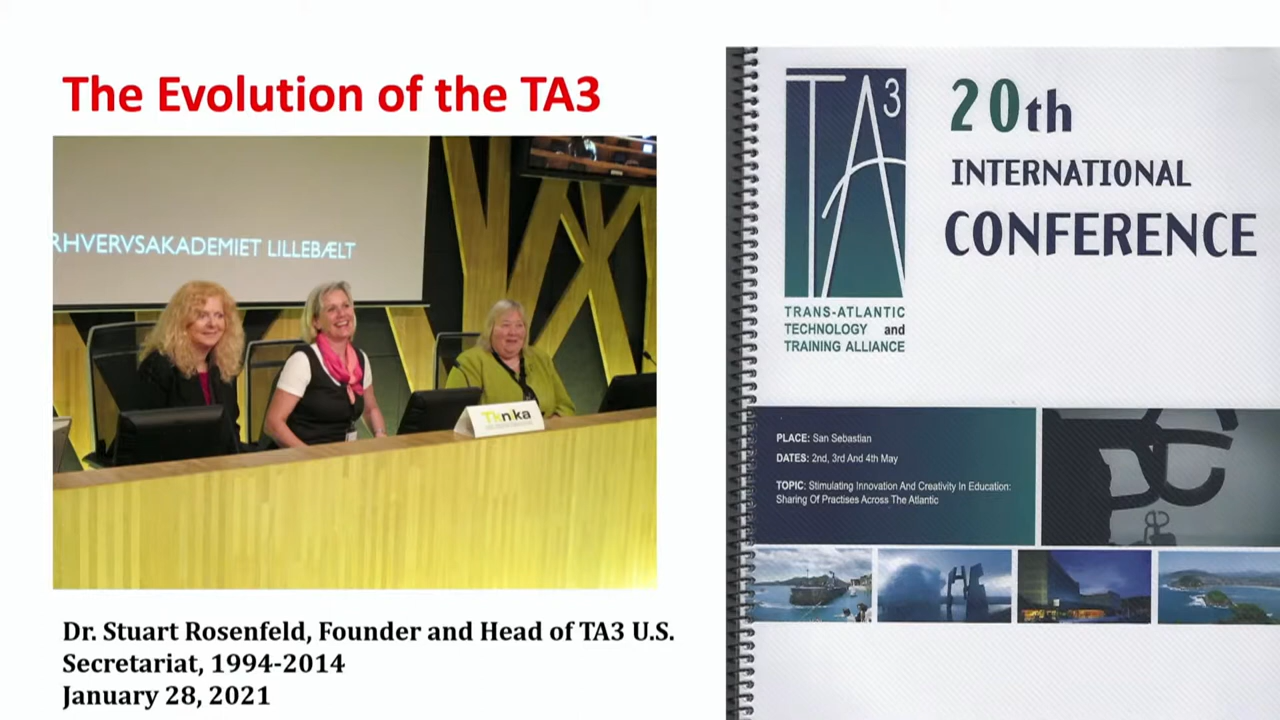 The Evolution of the TA3
RHVERVSAKADEMIET LILLEBÆLT
Tknika
Dr. Stuart Rosenfeld, Founder and Head of TA3 U.S.
Secretariat, 1994-2014
January 28, 2021
TA3
TRANS-ATLANTIC
TECHNOLOGY and
TRAINING ALLIANCE
20th
INTERNATIONAL
CONFERENCE
PLACE: San Sebastian
DATES: 2nd, 3rd And 4th May
TOPIC: Stimulating Innovation And Creativity In Education:
Sharing Of Practises Across The Atlantic